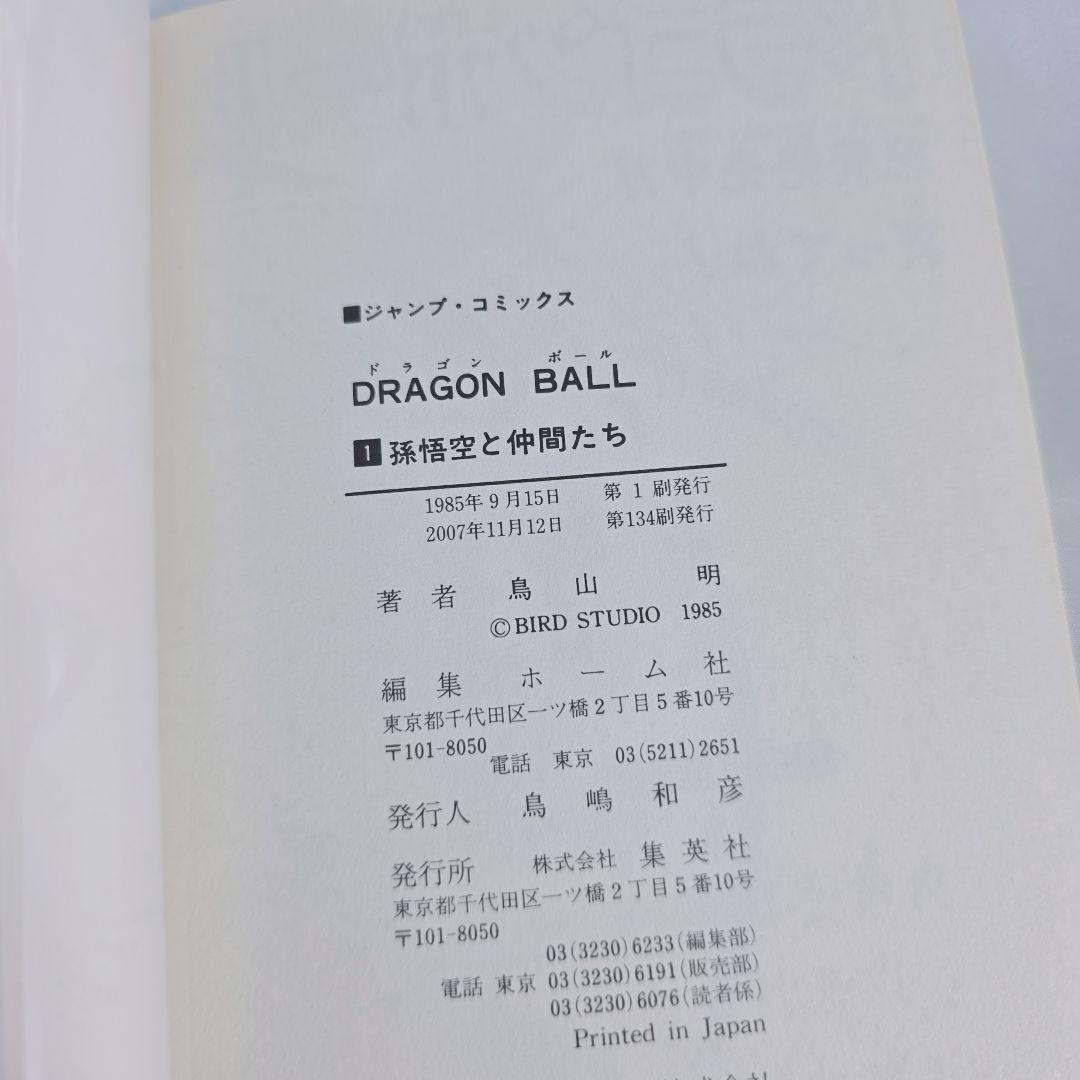 ■ジャンプ・コミックス
ドラゴン ボール
DRAGON BALL
1 孫悟空と仲間たち
1985年9月15日 第1刷発行
2007年11月12日 第134刷発行
著者 鳥山明
©BIRD STUDIO 1985
編集 ホーム社
東京都千代田区一ツ橋2丁目5番10号
〒101-8050
電話 東京 03(5211)2651
発行人 鳥嶋和彦
発行所 株式会社 集英社
東京都千代田区一ツ橋2丁目5番10号
〒101-8050
03(3230)6233(編集部)
電話 東京 03(3230)6191(販売部)
03(3230)6076(読者係)
Printed in Japan